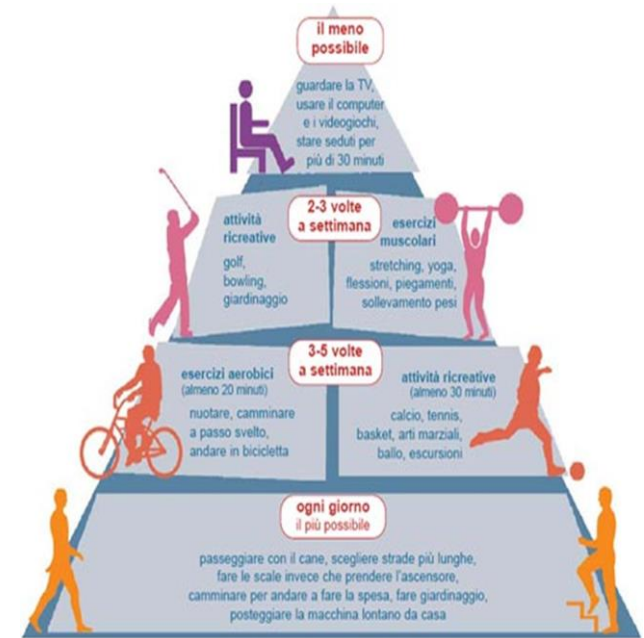 il meno
possibile
guardare la TV,
usare il computer
e i videogiochi,
stare seduti per
più di 30 minuti
2-3 volte
a settimana
attività
ricreative
golf,
bowling,
giardinaggio
esercizi
muscolari
stretching, yoga,
flessioni, piegamenti,
sollevamento pesi
3-5 volte
a settimana
esercizi aerobici
(almeno 20 minuti)
nuotare, camminare
a passo svelto,
andare in bicicletta
attività ricreative
(almeno 30 minuti)
calcio, tennis,
basket, arti marziali,
ballo, escursioni
ogni giorno
il più possibile
passeggiare con il cane, scegliere strade più lunghe,
fare le scale invece che prendere l'ascensore,
camminare per andare a fare la spesa, fare giardinaggio,
posteggiare la macchina lontano da casa